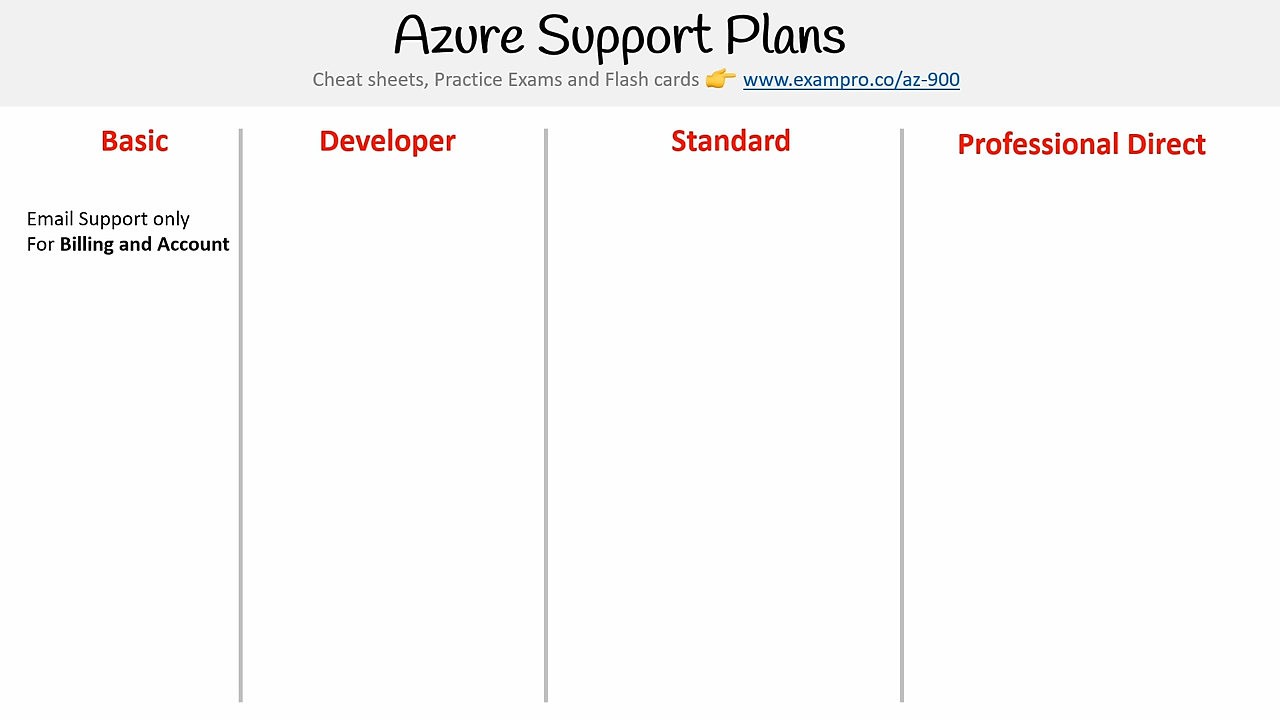 Azure Support Plans
Cheat sheets, Practice Exams and Flash cards 👉 www.exampro.co/az-900
Basic
Developer
Standard
Professional Direct
Email Support only
For Billing and Account